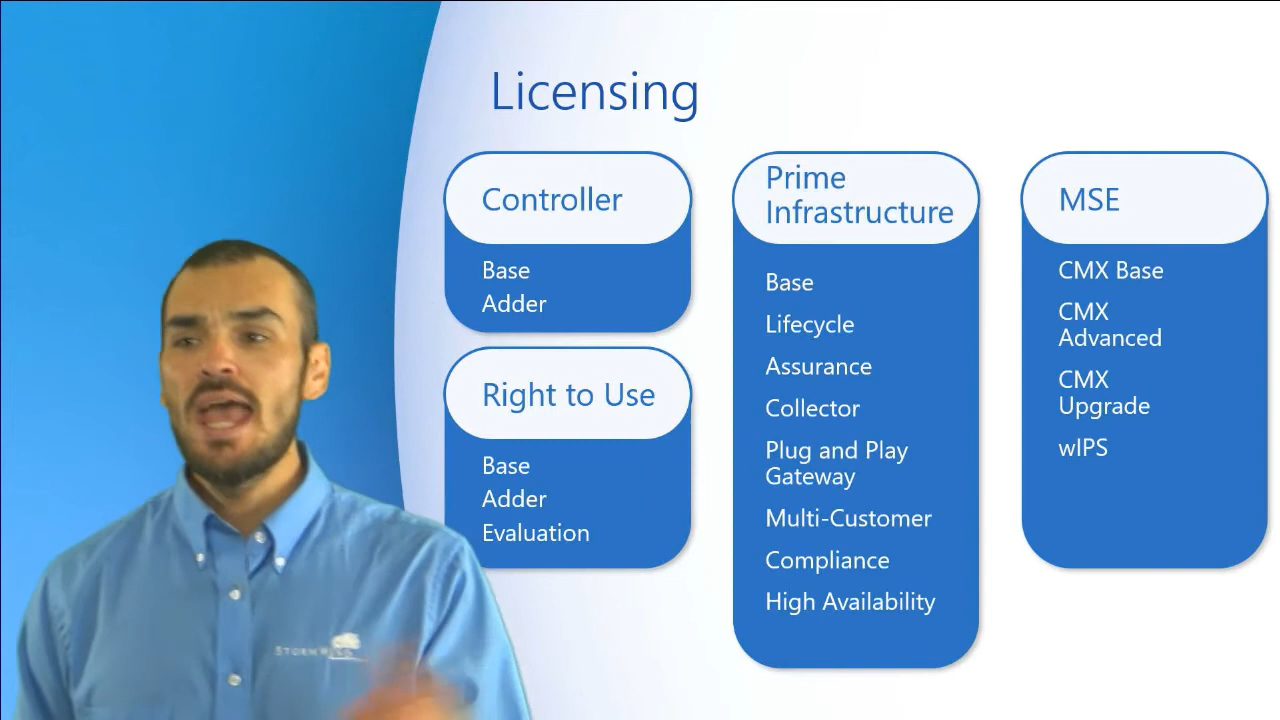 Licensing
Controller
Base
Adder
Right to Use
Base
Adder
Evaluation
Prime
Infrastructure
Base
Lifecycle
Assurance
Collector
Plug and Play
Gateway
Multi-Customer
Compliance
High Availability
MSE
CMX Base
CMX
Advanced
CMX
Upgrade
wIPS